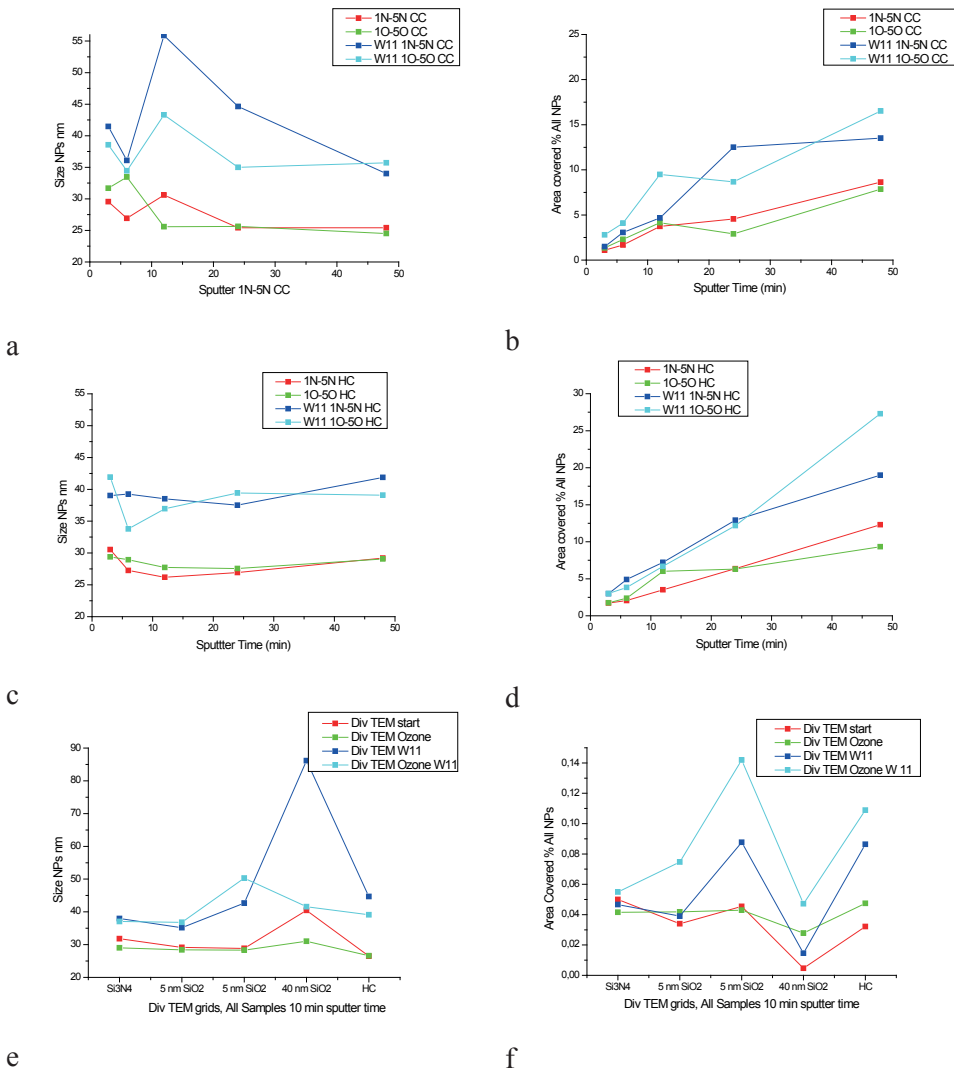 1N-5N CC
1O-5O CC
W11 1N-5N CC
W11 1O-5O CC
55
50
45
40
35
30
25
20
Size NPs nm
0 10 20 30 40 50
Sputter 1N-5N CC
a
1N-5N CC
1O-5O CC
W11 1N-5N CC
W11 1O-5O CC
25
20
15
10
5
0
Area covered % All NPs
0 10 20 30 40 50
Sputter Time (min)
b
1N-5N HC
1O-5O HC
W11 1N-5N HC
W11 1O-5O HC
55
50
45
40
35
30
25
20
Size NPs nm
0 10 20 30 40 50
Sputtter Time (min)
c
1N-5N HC
1O-5O HC
W11 1N-5N HC
W11 1O-5O HC
30
25
20
15
10
5
0
Area covered % All NPs
0 10 20 30 40 50
Sputter Time (min)
d
Div TEM start
Div TEM Ozone
Div TEM W11
Div TEM Ozone W11
90
80
70
60
50
40
30
20
Size NPs nm
Si3N4 5 nm SiO2 5 nm SiO2 40 nm SiO2 HC
Div TEM grids, All Samples 10 min sputter time
e
Div TEM start
Div TEM Ozone
Div TEM W11
Div TEM Ozone W 11
0,14
0,12
0,10
0,08
0,06
0,04
0,02
0,00
Area Covered % All NPs
Si3N4 5 nm SiO2 5 nm SiO2 40 nm SiO2 HC
Div TEM grids, All Samples 10 min sputter time
f